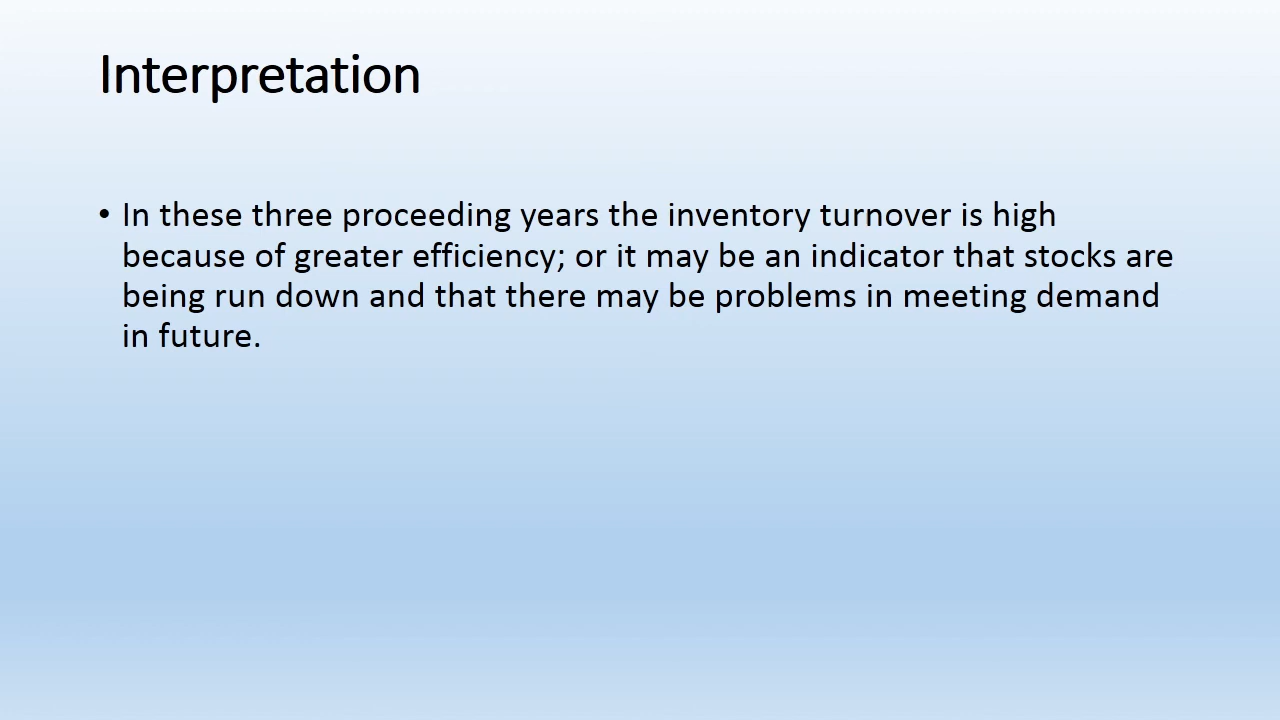 Interpretation
• In these three proceeding years the inventory turnover is high
because of greater efficiency; or it may be an indicator that stocks are
being run down and that there may be problems in meeting demand
in future.